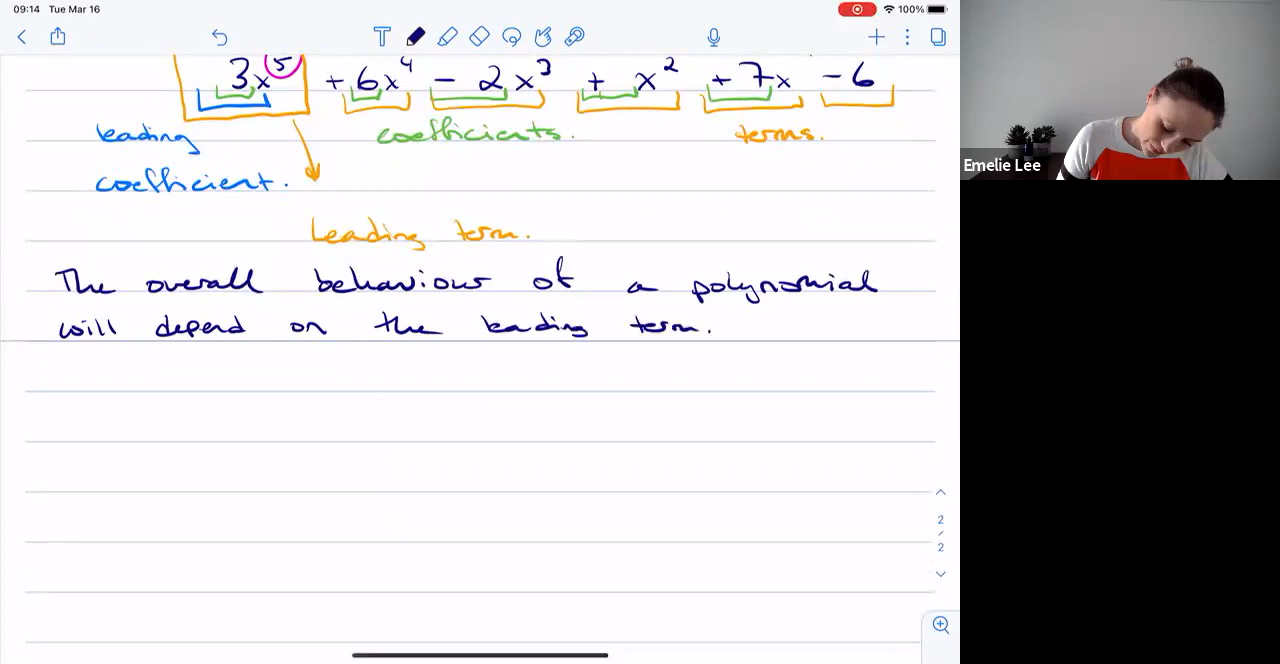 09:14 Tue Mar 16
100%
3x⁵ + 6x⁴ − 2x³ + x² + 7x − 6
leading coefficients. terms.
coefficient.
Leading term.
The overall behaviour of a polynomial
will depend on the leading term.
Emelie Lee
2
2